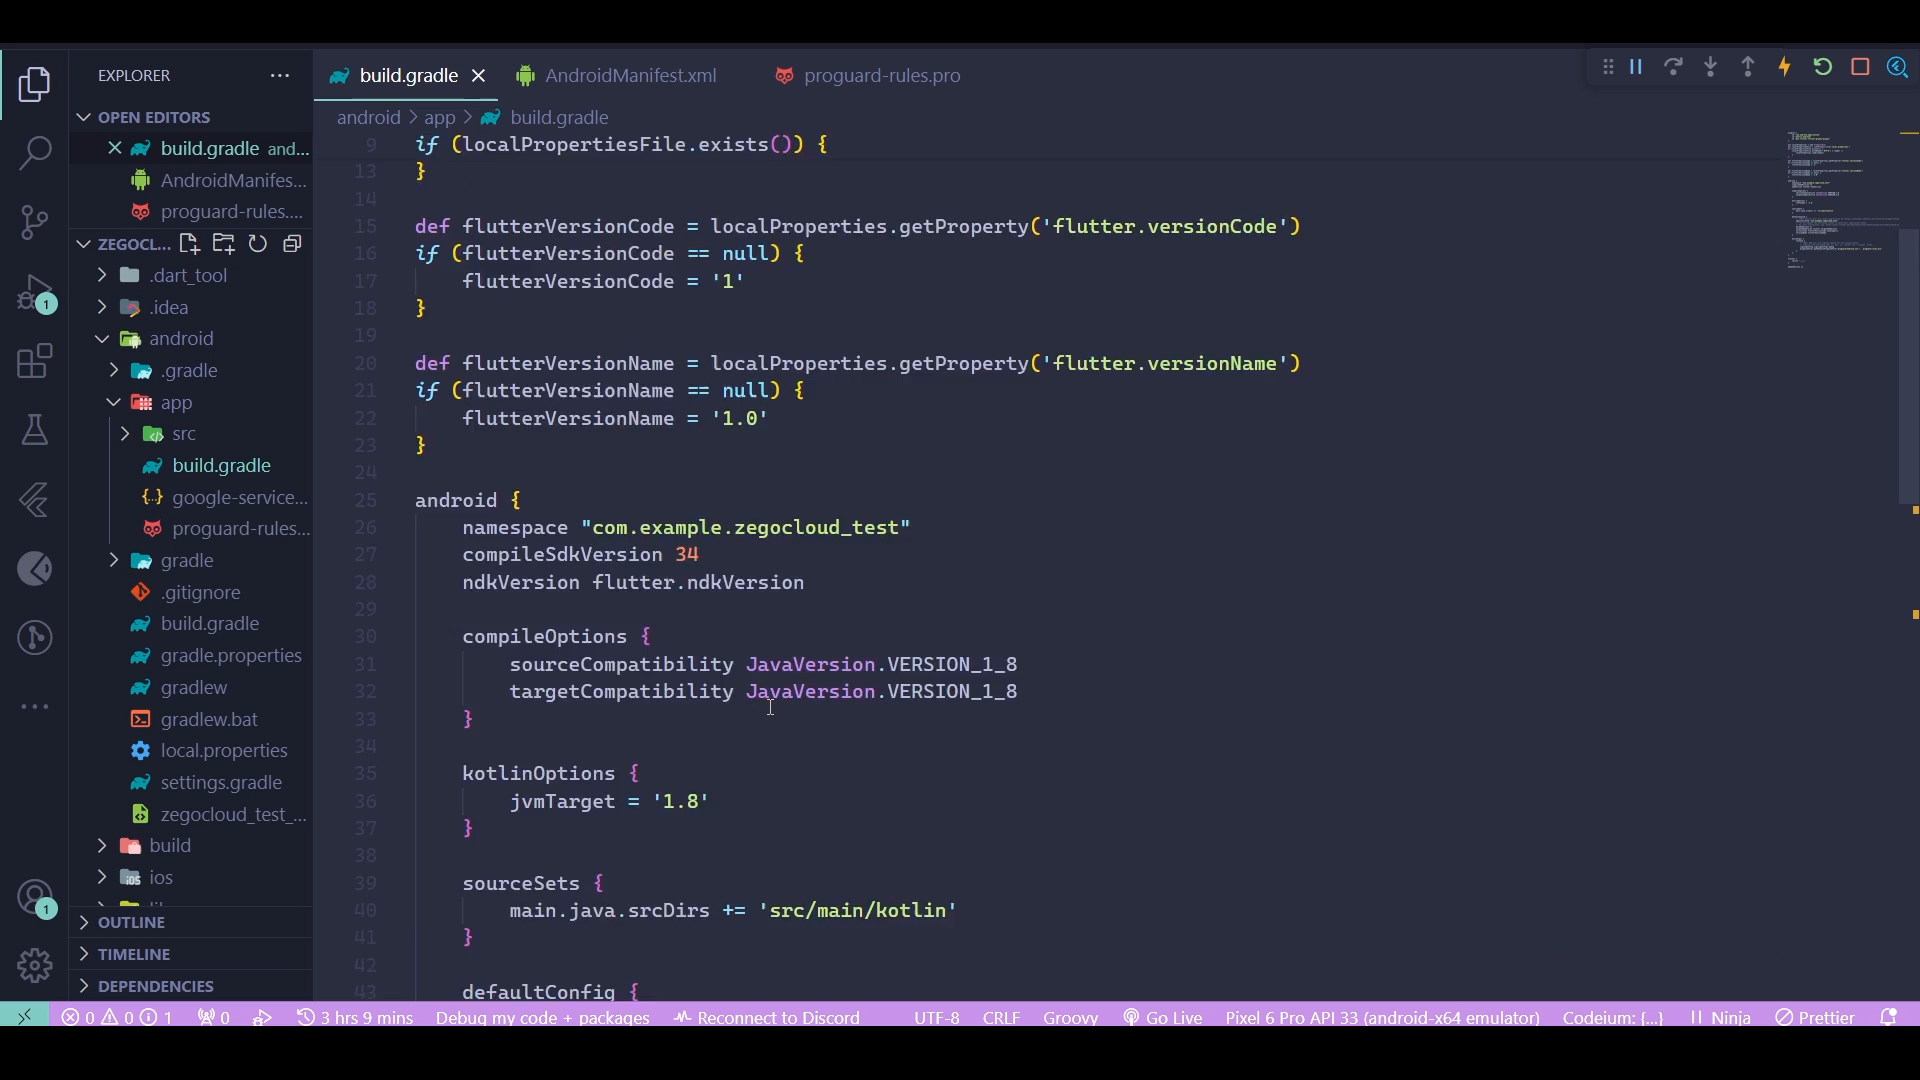 EXPLORER
OPEN EDITORS
build.gradle and...
AndroidManifes...
proguard-rules....
ZEGOCL...
.dart_tool
.idea
android
.gradle
app
src
build.gradle
google-service...
proguard-rules...
gradle
.gitignore
build.gradle
gradle.properties
gradlew
gradlew.bat
local.properties
settings.gradle
zegocloud_test_...
build
ios
OUTLINE
TIMELINE
DEPENDENCIES
1
1
build.gradle
AndroidManifest.xml
proguard-rules.pro
android > app > build.gradle
9 if (localPropertiesFile.exists()) {
13 }
14
15 def flutterVersionCode = localProperties.getProperty('flutter.versionCode')
16 if (flutterVersionCode == null) {
17 flutterVersionCode = '1'
18 }
19
20 def flutterVersionName = localProperties.getProperty('flutter.versionName')
21 if (flutterVersionName == null) {
22 flutterVersionName = '1.0'
23 }
24
25 android {
26 namespace "com.example.zegocloud_test"
27 compileSdkVersion 34
28 ndkVersion flutter.ndkVersion
29
30 compileOptions {
31 sourceCompatibility JavaVersion.VERSION_1_8
32 targetCompatibility JavaVersion.VERSION_1_8
33 }
34
35 kotlinOptions {
36 jvmTarget = '1.8'
37 }
38
39 sourceSets {
40 main.java.srcDirs += 'src/main/kotlin'
41 }
42
43 defaultConfig {
0 0 1 0 3 hrs 9 mins Debug my code + packages Reconnect to Discord UTF-8 CRLF Groovy Go Live Pixel 6 Pro API 33 (android-x64 emulator) Codeium: {...} Ninja Prettier